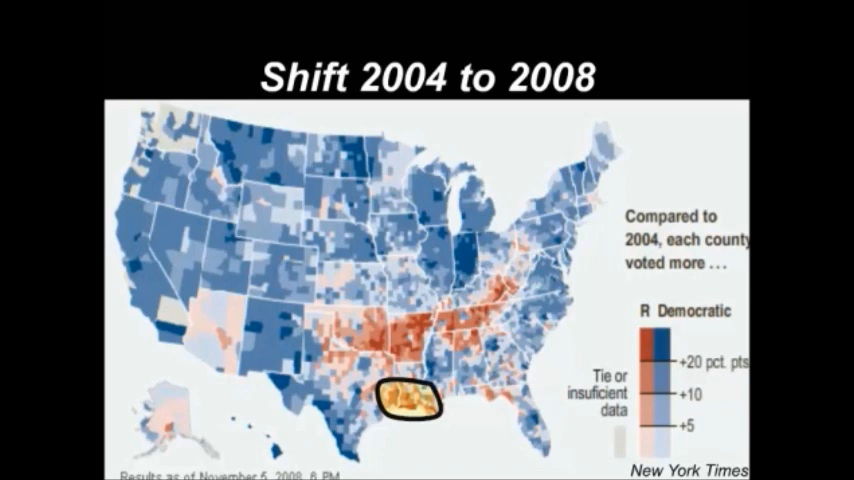 Shift 2004 to 2008
Compared to
2004, each county
voted more ...
R Democratic
+20 pct. pts
+10
+5
Tie or
insufficient
data
Results as of November 5, 2008, 6 PM
New York Times